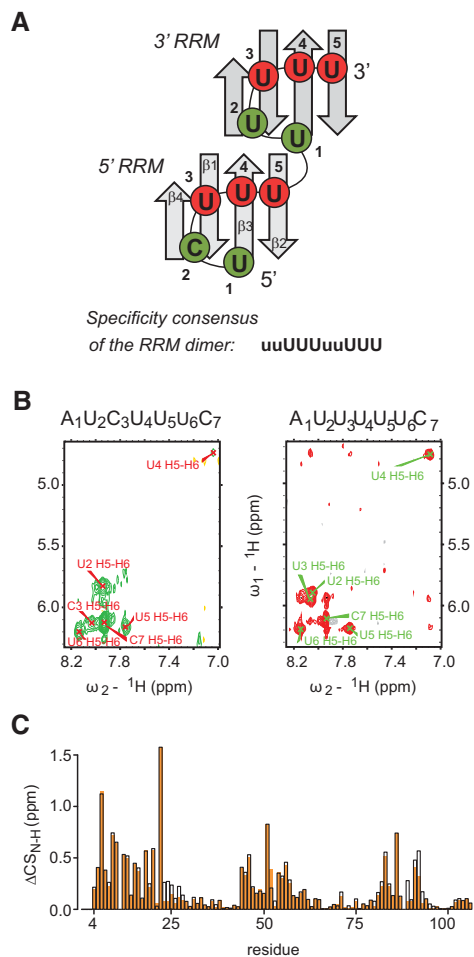 A
3' RRM
3
4
5
U
U
U
3'
2
U
U
1
5' RRM
3
β1
4
5
U
U
U
β4
C
U
β3
β2
2
1
5'
Specificity consensus
of the RRM dimer: uuUUUuuUUU
B
A1U2C3U4U5U6C7
U4 H5-H6
5.0
5.5
U2 H5-H6
C3 H5-H6
U5 H5-H6
6.0
U6 H5-H6
C7 H5-H6
8.2
7.8
7.4
7.0
ω2 - 1H (ppm)
A1U2U3U4U5U6C7
ω1 - 1H (ppm)
U4 H5-H6
5.0
5.5
U3 H5-H6
U2 H5-H6
C7 H5-H6
6.0
U6 H5-H6
U5 H5-H6
8.2
7.8
7.4
7.0
ω2 - 1H (ppm)
C
ΔCSN-H (ppm)
1.5
1.0
0.5
0.0
4
25
50
75
100
residue